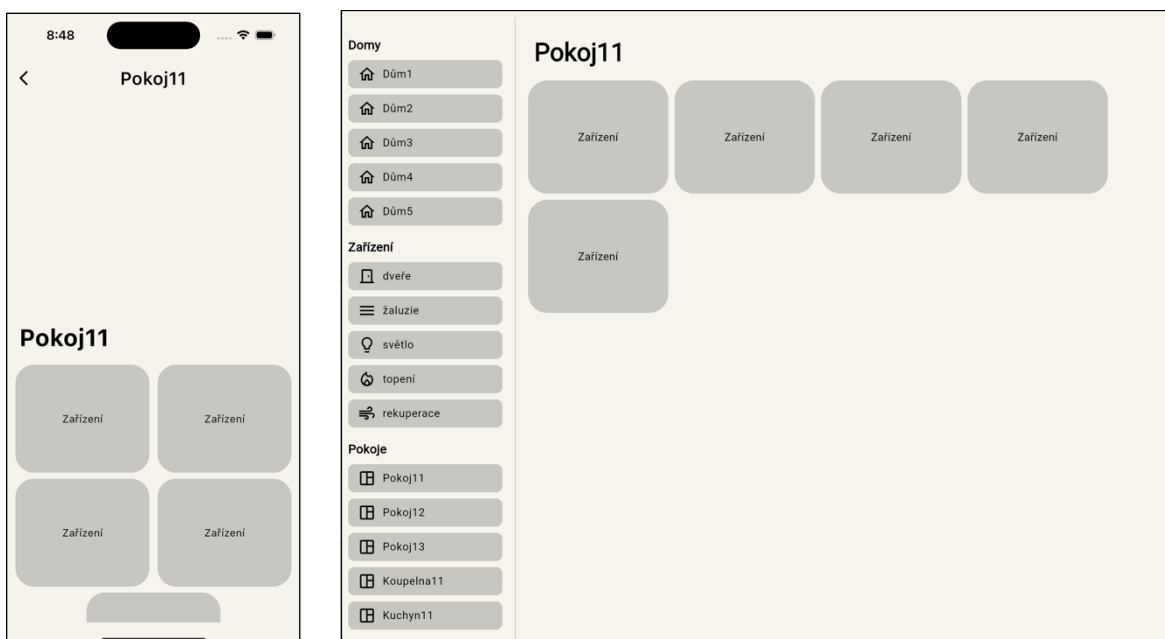 8:48
Pokoj11
Pokoj11
Zařízení
Zařízení
Zařízení
Zařízení
Domy
Dům1
Dům2
Dům3
Dům4
Dům5
Zařízení
dveře
žaluzie
světlo
topení
rekuperace
Pokoje
Pokoj11
Pokoj12
Pokoj13
Koupelna11
Kuchyn11
Pokoj11
Zařízení
Zařízení
Zařízení
Zařízení
Zařízení